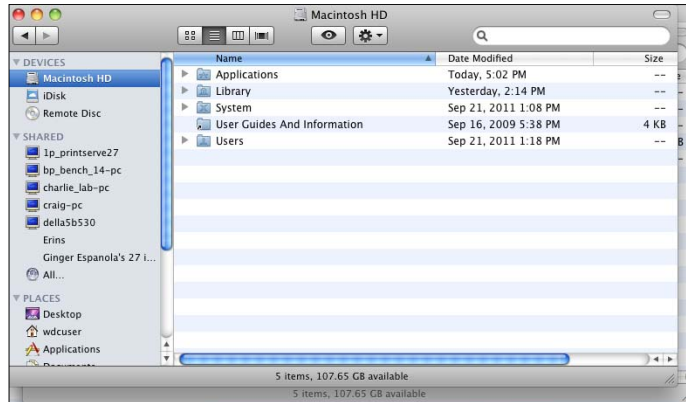 Macintosh HD
Name Date Modified Size
DEVICES
Macintosh HD
iDisk
Remote Disc
SHARED
1p_printserve27
bp_bench_14-pc
charlie_lab-pc
craig-pc
della5b530
Erins
Ginger Espanola's 27 i...
All...
PLACES
Desktop
wdcuser
Applications
Applications Today, 5:02 PM --
Library Yesterday, 2:14 PM --
System Sep 21, 2011 1:08 PM --
User Guides And Information Sep 16, 2009 5:38 PM 4 KB
Users Sep 21, 2011 1:18 PM --
5 items, 107.65 GB available
5 items, 107.65 GB available